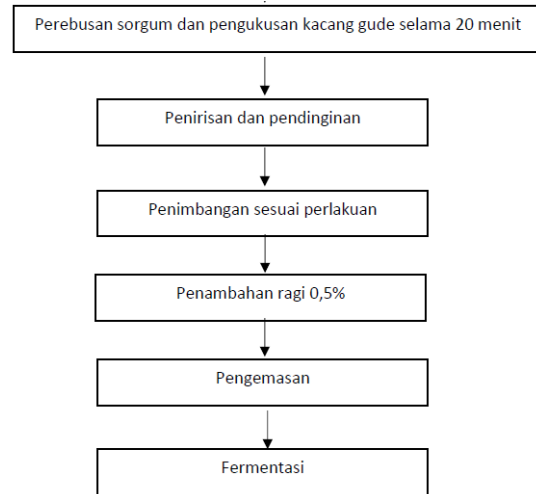 Perebusan sorgum dan pengukusan kacang gude selama 20 menit
Penirisan dan pendinginan
Penimbangan sesuai perlakuan
Penambahan ragi 0,5%
Pengemasan
Fermentasi